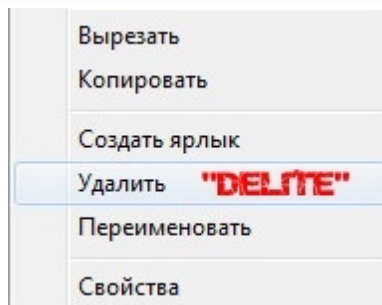 Вырезать
Копировать
Создать ярлык
Удалить "DELITE"
Переименовать
Свойства